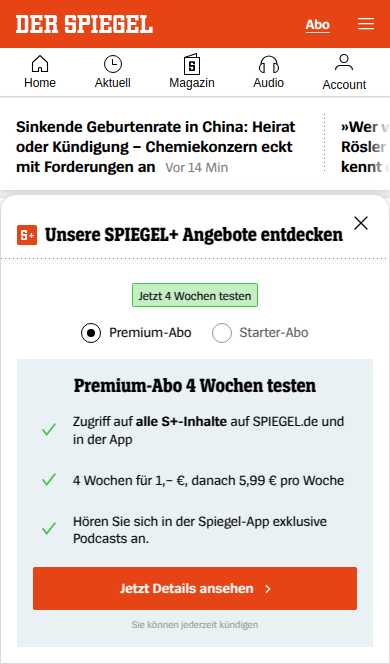 DER SPIEGEL
Abo
Home
Aktuell
Magazin
Audio
Account
Sinkende Geburtenrate in China: Heirat
oder Kündigung – Chemiekonzern eckt
mit Forderungen an Vor 14 Min
»Wer
Rösler
kennt
S+ Unsere SPIEGEL+ Angebote entdecken
Jetzt 4 Wochen testen
Premium-Abo
Starter-Abo
Premium-Abo 4 Wochen testen
Zugriff auf alle S+-Inhalte auf SPIEGEL.de und
in der App
4 Wochen für 1,– €, danach 5,99 € pro Woche
Hören Sie sich in der Spiegel-App exklusive
Podcasts an.
Jetzt Details ansehen
Sie können jederzeit kündigen